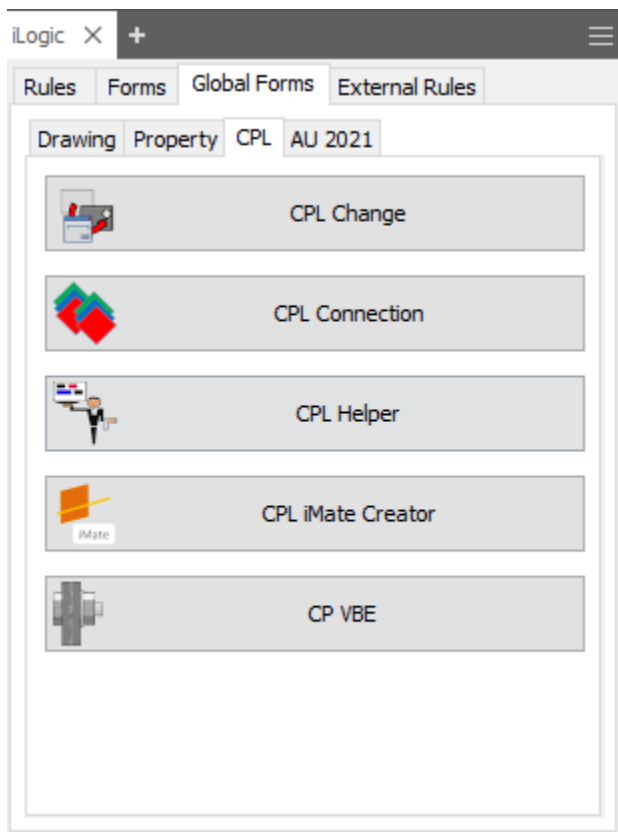 iLogic
Rules Forms Global Forms External Rules
Drawing Property CPL AU 2021
CPL Change
CPL Connection
CPL Helper
CPL iMate Creator
iMate
CP VBE